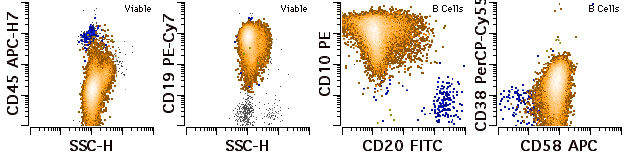 Viable
CD45 APC-H7
SSC-H
Viable
CD19 PE-Cy7
SSC-H
B Cells
CD10 PE
CD20 FITC
B Cells
CD38 PerCP-Cy55
CD58 APC